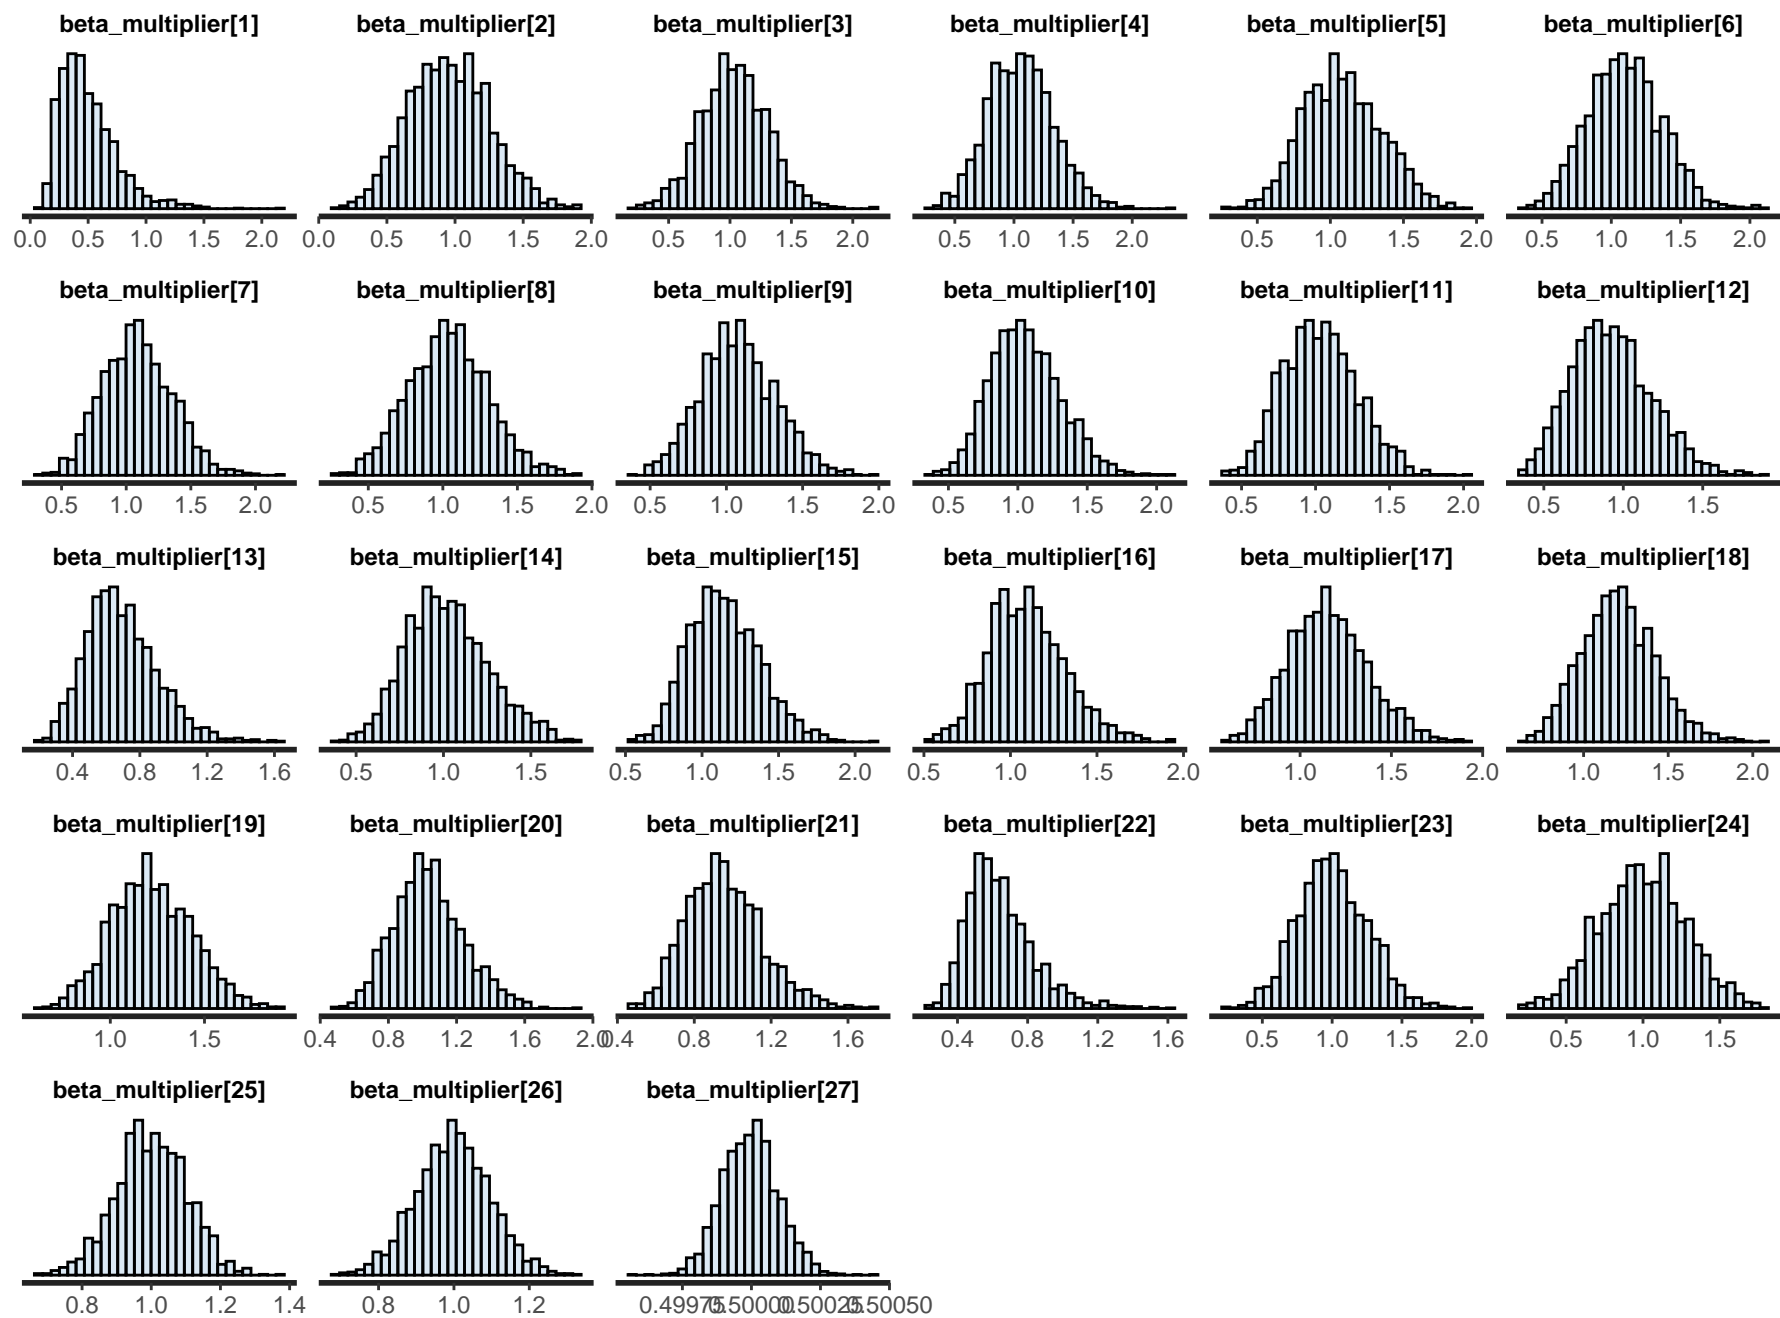 beta_multiplier[1] beta_multiplier[2] beta_multiplier[3] beta_multiplier[4] beta_multiplier[5] beta_multiplier[6]
0.0 0.5 1.0 1.5 2.0 0.0 0.5 1.0 1.5 2.0 0.5 1.0 1.5 2.0 0.5 1.0 1.5 2.0 0.5 1.0 1.5 2.0 0.5 1.0 1.5 2.0
beta_multiplier[7] beta_multiplier[8] beta_multiplier[9] beta_multiplier[10] beta_multiplier[11] beta_multiplier[12]
0.5 1.0 1.5 2.0 0.5 1.0 1.5 2.0 0.5 1.0 1.5 2.0 0.5 1.0 1.5 2.0 0.5 1.0 1.5 2.0 0.5 1.0 1.5
beta_multiplier[13] beta_multiplier[14] beta_multiplier[15] beta_multiplier[16] beta_multiplier[17] beta_multiplier[18]
0.4 0.8 1.2 1.6 0.5 1.0 1.5 0.5 1.0 1.5 2.0 0.5 1.0 1.5 2.0 1.0 1.5 2.0 1.0 1.5 2.0
beta_multiplier[19] beta_multiplier[20] beta_multiplier[21] beta_multiplier[22] beta_multiplier[23] beta_multiplier[24]
1.0 1.5 0.4 0.8 1.2 1.6 2.0 0.4 0.8 1.2 1.6 0.4 0.8 1.2 1.6 0.5 1.0 1.5 2.0 0.5 1.0 1.5
beta_multiplier[25] beta_multiplier[26] beta_multiplier[27]
0.8 1.0 1.2 1.4 0.8 1.0 1.2 0.49975 0.50000 0.50025 0.50050